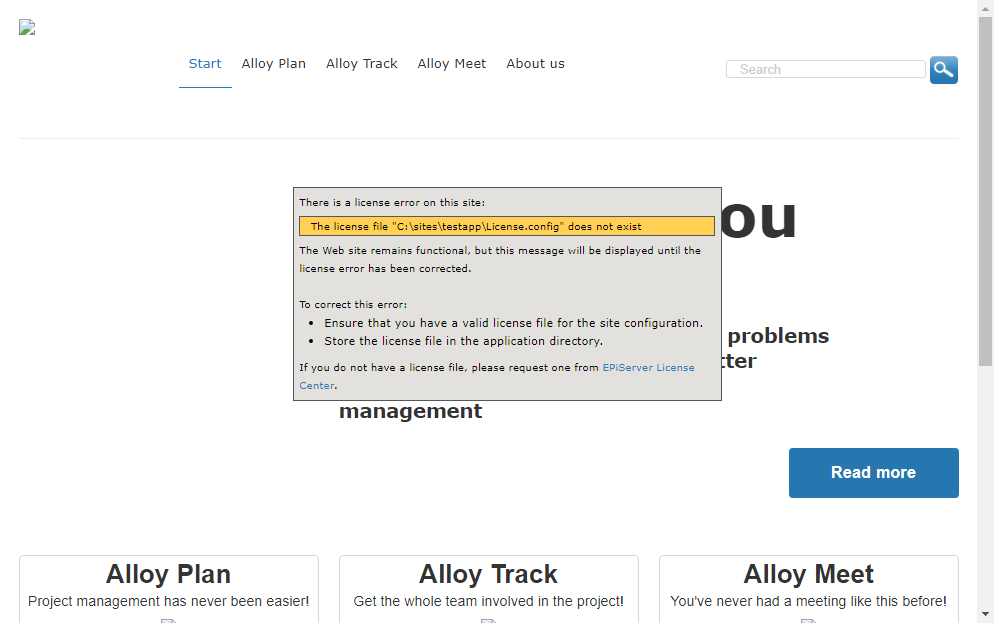 Start Alloy Plan Alloy Track Alloy Meet About us
Search
ou
There is a license error on this site:
The license file "C:\sites\testapp\License.config" does not exist
The Web site remains functional, but this message will be displayed until the
license error has been corrected.
To correct this error:
• Ensure that you have a valid license file for the site configuration.
• Store the license file in the application directory.
If you do not have a license file, please request one from EPiServer License
Center.
problems
tter
management
Read more
Alloy Plan
Project management has never been easier!
Alloy Track
Get the whole team involved in the project!
Alloy Meet
You've never had a meeting like this before!